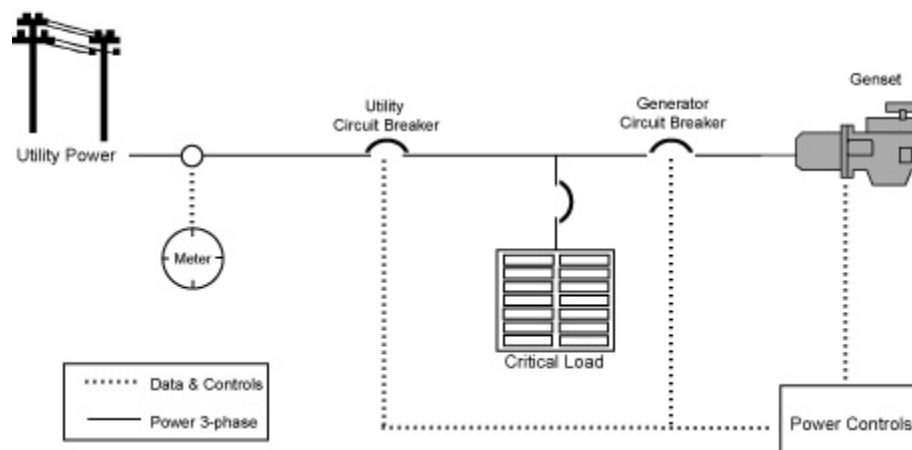 Genset
Utility
Circuit Breaker
Generator
Circuit Breaker
Utility Power
Meter
Critical Load
Data & Controls
Power 3-phase
Power Controls